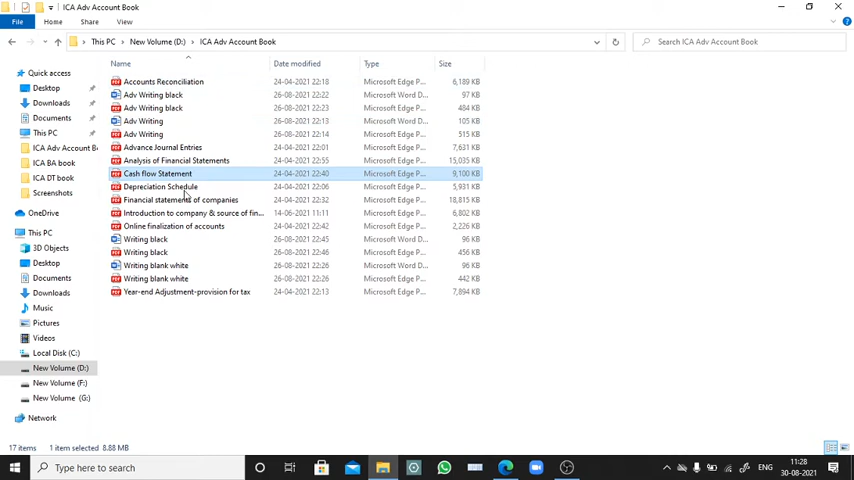 ICA Adv Account Book
File Home Share View
This PC New Volume (D:) ICA Adv Account Book Search ICA Adv Account Book
Name Date modified Type Size
Accounts Reconciliation 24-04-2021 22:18 Microsoft Edge P... 6,189 KB
Adv Writing black 26-08-2021 22:22 Microsoft Word D... 97 KB
Adv Writing black 26-08-2021 22:23 Microsoft Edge P... 484 KB
Adv Writing 26-08-2021 22:13 Microsoft Word D... 105 KB
Adv Writing 26-08-2021 22:14 Microsoft Edge P... 515 KB
Advance Journal Entries 24-04-2021 22:01 Microsoft Edge P... 7,631 KB
Analysis of Financial Statements 24-04-2021 22:55 Microsoft Edge P... 15,035 KB
Cash flow Statement 24-04-2021 22:40 Microsoft Edge P... 9,100 KB
Depreciation Schedule 24-04-2021 22:06 Microsoft Edge P... 5,931 KB
Financial statements of companies 24-04-2021 22:32 Microsoft Edge P... 18,815 KB
Introduction to company & source of fin... 14-06-2021 11:11 Microsoft Edge P... 6,802 KB
Online finalization of accounts 24-04-2021 22:42 Microsoft Edge P... 2,226 KB
Writing black 26-08-2021 22:45 Microsoft Word D... 96 KB
Writing black 26-08-2021 22:46 Microsoft Edge P... 456 KB
Writing blank white 26-08-2021 22:26 Microsoft Word D... 96 KB
Writing blank white 26-08-2021 22:26 Microsoft Edge P... 442 KB
Year-end Adjustment-provision for tax 24-04-2021 22:13 Microsoft Edge P... 7,894 KB
Quick access
Desktop
Downloads
Documents
This PC
ICA Adv Account B
ICA BA book
ICA DT book
Screenshots
OneDrive
This PC
3D Objects
Desktop
Documents
Downloads
Music
Pictures
Videos
Local Disk (C:)
New Volume (D:)
New Volume (F:)
New Volume (G:)
Network
17 items 1 item selected 8.88 MB
Type here to search
ENG
11:28
30-08-2021